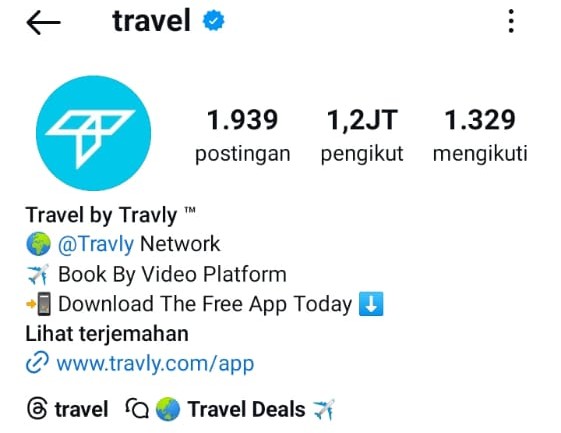 travel
1.939 1,2JT 1.329
postingan pengikut mengikuti
Travel by Travly ™
🌍 @Travly Network
✈️ Book By Video Platform
📲 Download The Free App Today ⬇️
Lihat terjemahan
www.travly.com/app
travel 🌏 Travel Deals ✈️